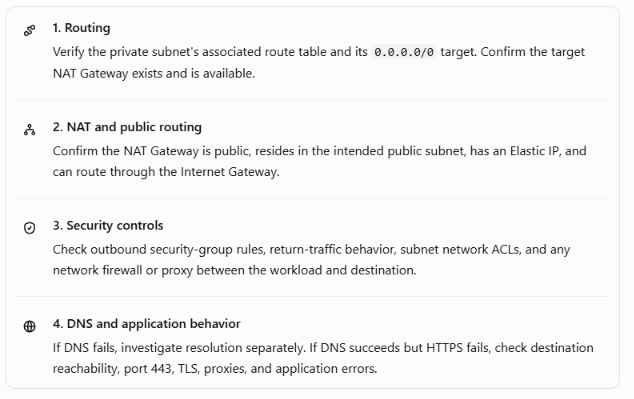 1. Routing
Verify the private subnet's associated route table and its 0.0.0.0/0 target. Confirm the target
NAT Gateway exists and is available.
2. NAT and public routing
Confirm the NAT Gateway is public, resides in the intended public subnet, has an Elastic IP, and
can route through the Internet Gateway.
3. Security controls
Check outbound security-group rules, return-traffic behavior, subnet network ACLs, and any
network firewall or proxy between the workload and destination.
4. DNS and application behavior
If DNS fails, investigate resolution separately. If DNS succeeds but HTTPS fails, check destination
reachability, port 443, TLS, proxies, and application errors.